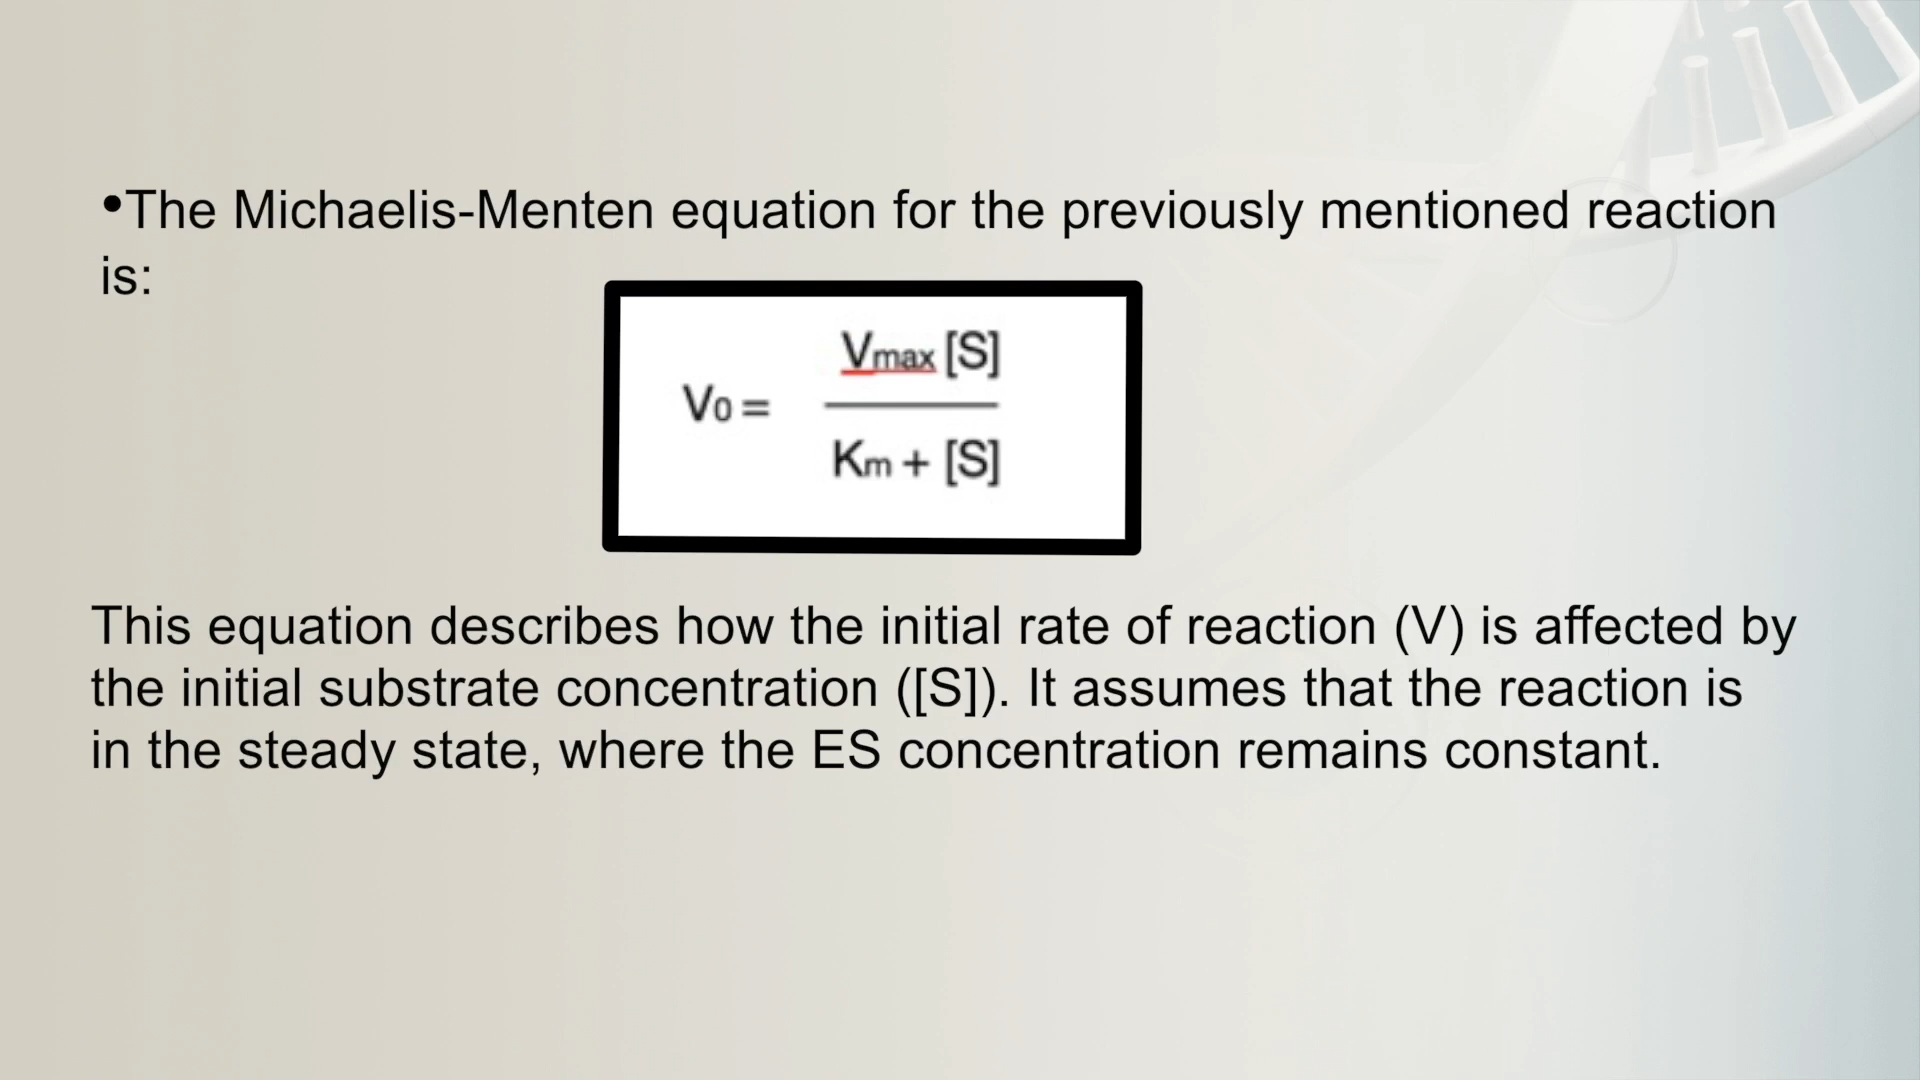 •The Michaelis-Menten equation for the previously mentioned reaction
is:
Vmax [S]
V0 =
Km + [S]
This equation describes how the initial rate of reaction (V) is affected by
the initial substrate concentration ([S]). It assumes that the reaction is
in the steady state, where the ES concentration remains constant.